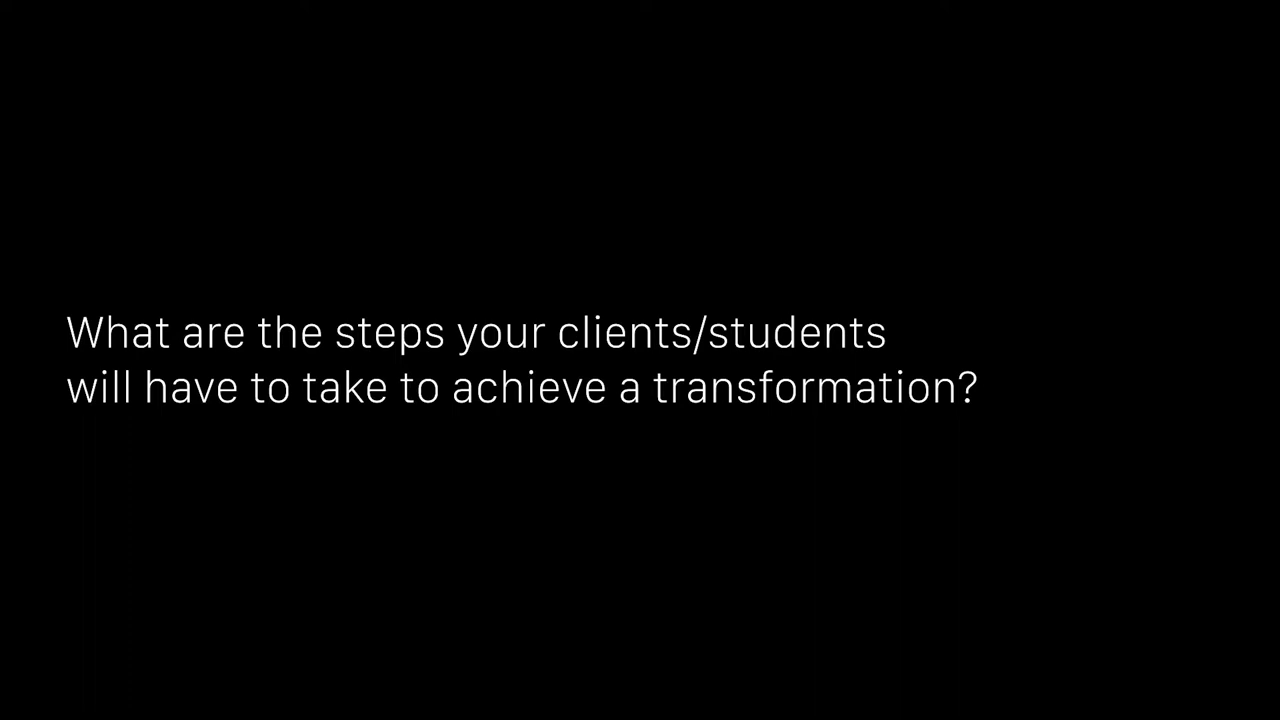 What are the steps your clients/students
will have to take to achieve a transformation?